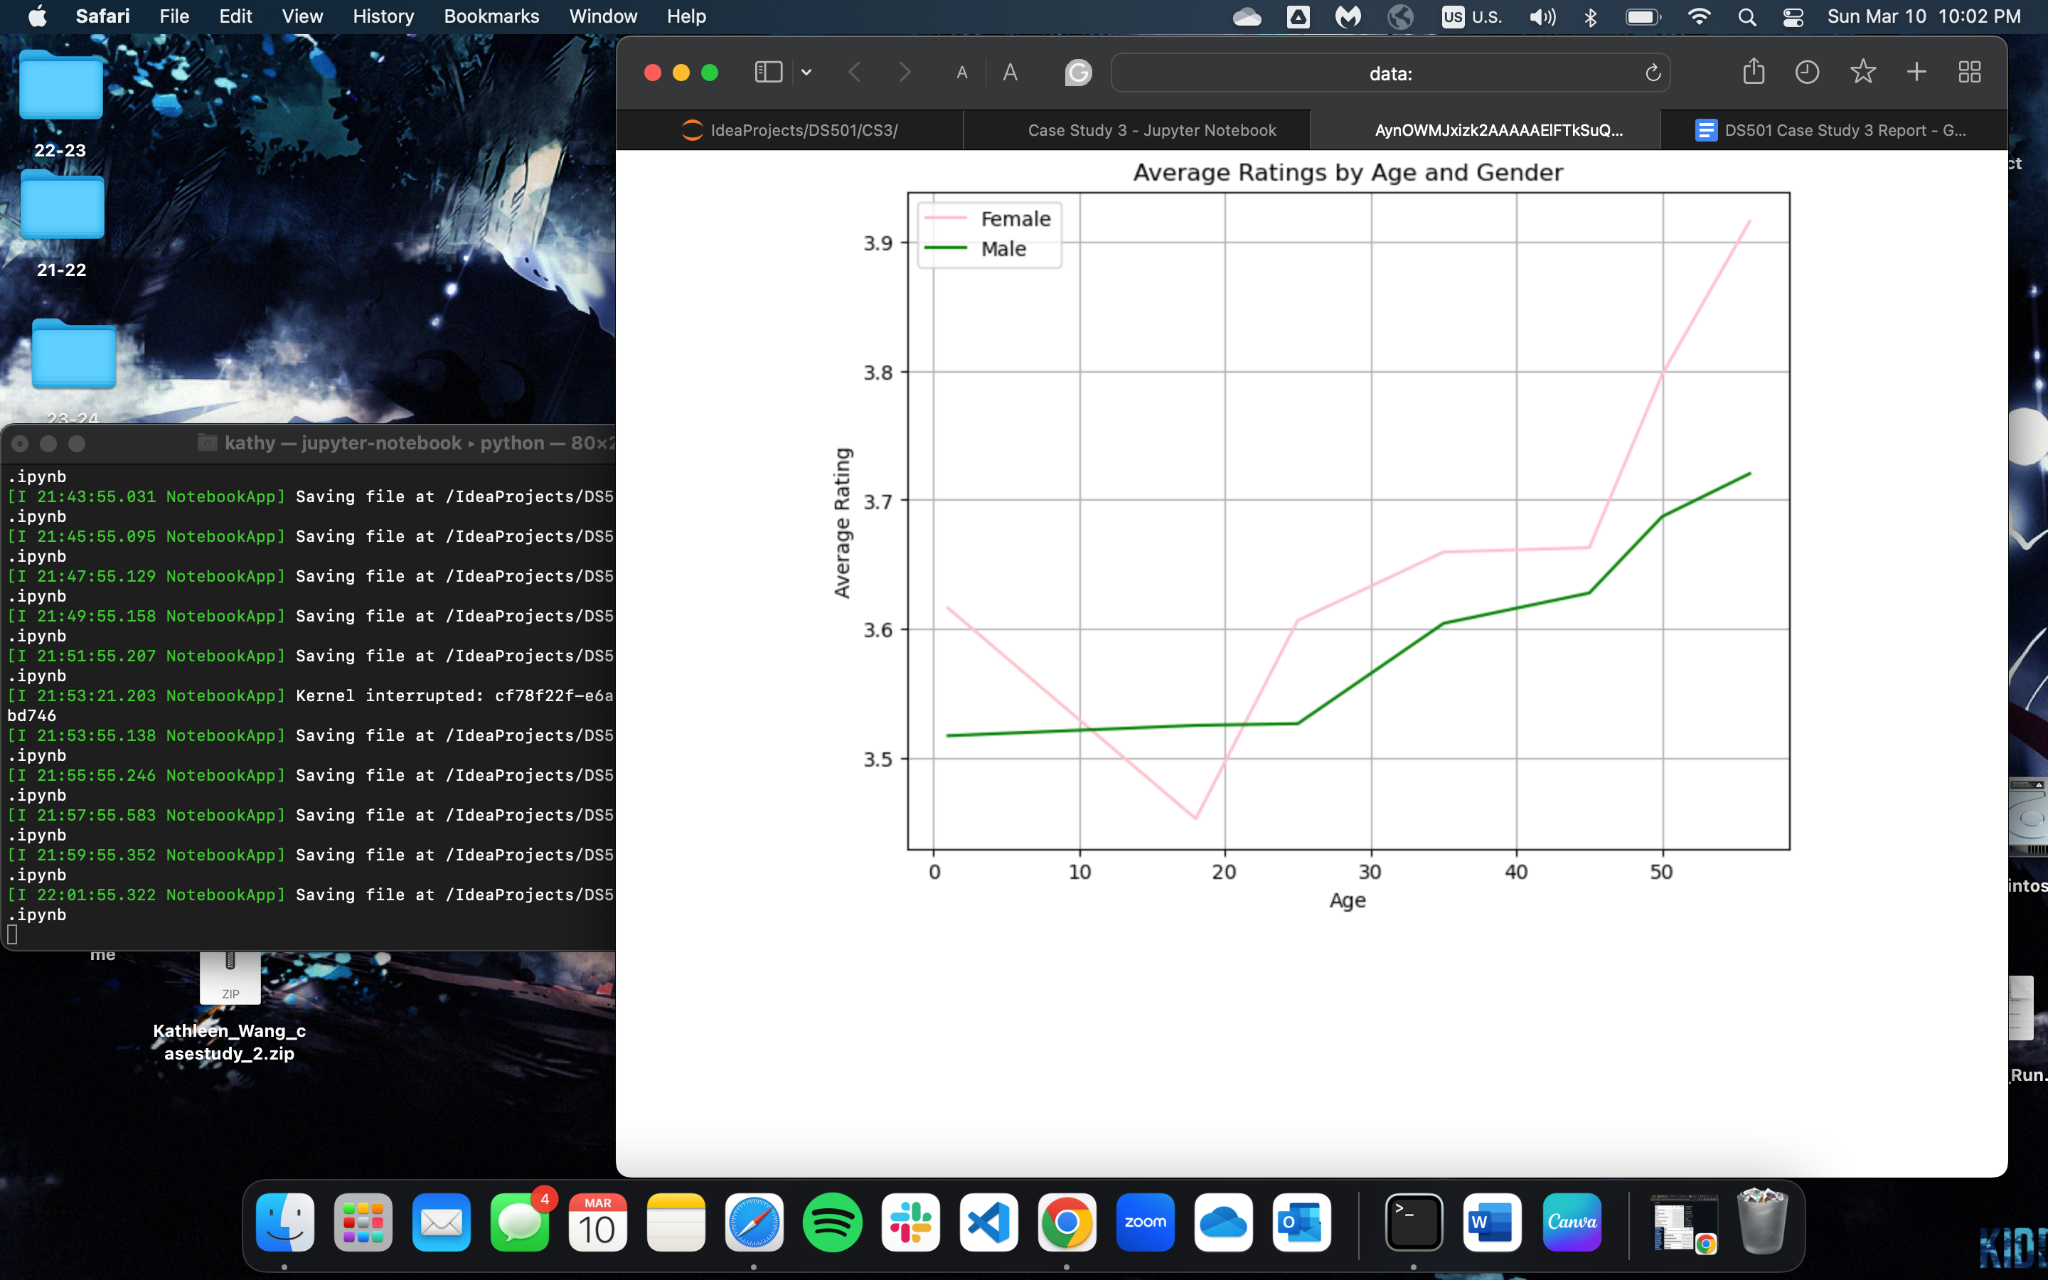 Safari File Edit View History Bookmarks Window Help US U.S. Sun Mar 10 10:02 PM
22-23
21-22
23-24
kathy — jupyter-notebook ▸ python — 80×2
.ipynb
[I 21:43:55.031 NotebookApp] Saving file at /IdeaProjects/DS5
.ipynb
[I 21:45:55.095 NotebookApp] Saving file at /IdeaProjects/DS5
.ipynb
[I 21:47:55.129 NotebookApp] Saving file at /IdeaProjects/DS5
.ipynb
[I 21:49:55.158 NotebookApp] Saving file at /IdeaProjects/DS5
.ipynb
[I 21:51:55.207 NotebookApp] Saving file at /IdeaProjects/DS5
.ipynb
[I 21:53:21.203 NotebookApp] Kernel interrupted: cf78f22f-e6a
bd746
[I 21:53:55.138 NotebookApp] Saving file at /IdeaProjects/DS5
.ipynb
[I 21:55:55.246 NotebookApp] Saving file at /IdeaProjects/DS5
.ipynb
[I 21:57:55.583 NotebookApp] Saving file at /IdeaProjects/DS5
.ipynb
[I 21:59:55.352 NotebookApp] Saving file at /IdeaProjects/DS5
.ipynb
[I 22:01:55.322 NotebookApp] Saving file at /IdeaProjects/DS5
.ipynb
me
ZIP
Kathleen_Wang_c
asestudy_2.zip
A A data:
IdeaProjects/DS501/CS3/ Case Study 3 - Jupyter Notebook AynOWMJxizk2AAAAAElFTkSuQ... DS501 Case Study 3 Report - G...
Average Ratings by Age and Gender
Female
Male
3.9
3.8
3.7
3.6
3.5
Average Rating
0 10 20 30 40 50
Age
ct
intos
_Run.
4
MAR
10
zoom
O
>_
W
Canva
KID